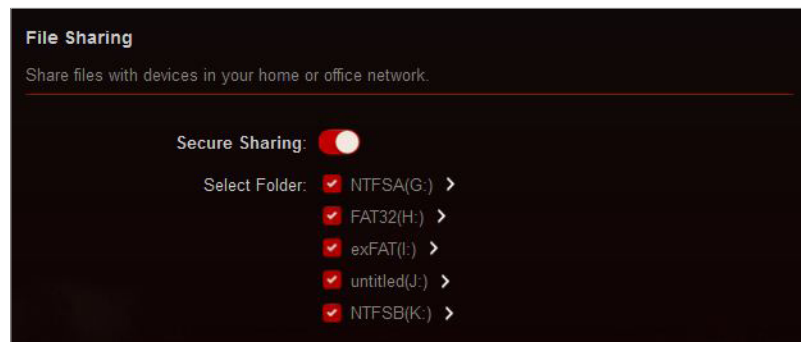 File Sharing
Share files with devices in your home or office network.
Secure Sharing:
Select Folder: NTFSA(G:)
FAT32(H:)
exFAT(I:)
untitled(J:)
NTFSB(K:)